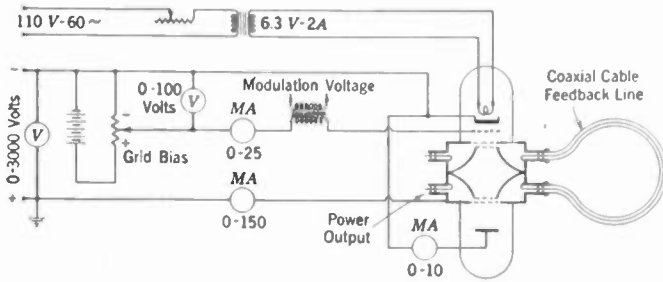 110 V-60 ~
6.3 V-2A
0-100
Volts
V
Modulation Voltage
Coaxial Cable
Feedback Line
0-3000 Volts
V
-
-
+
Grid Bias
MA
0-25
MA
0-150
+
Power
Output
MA
0-10